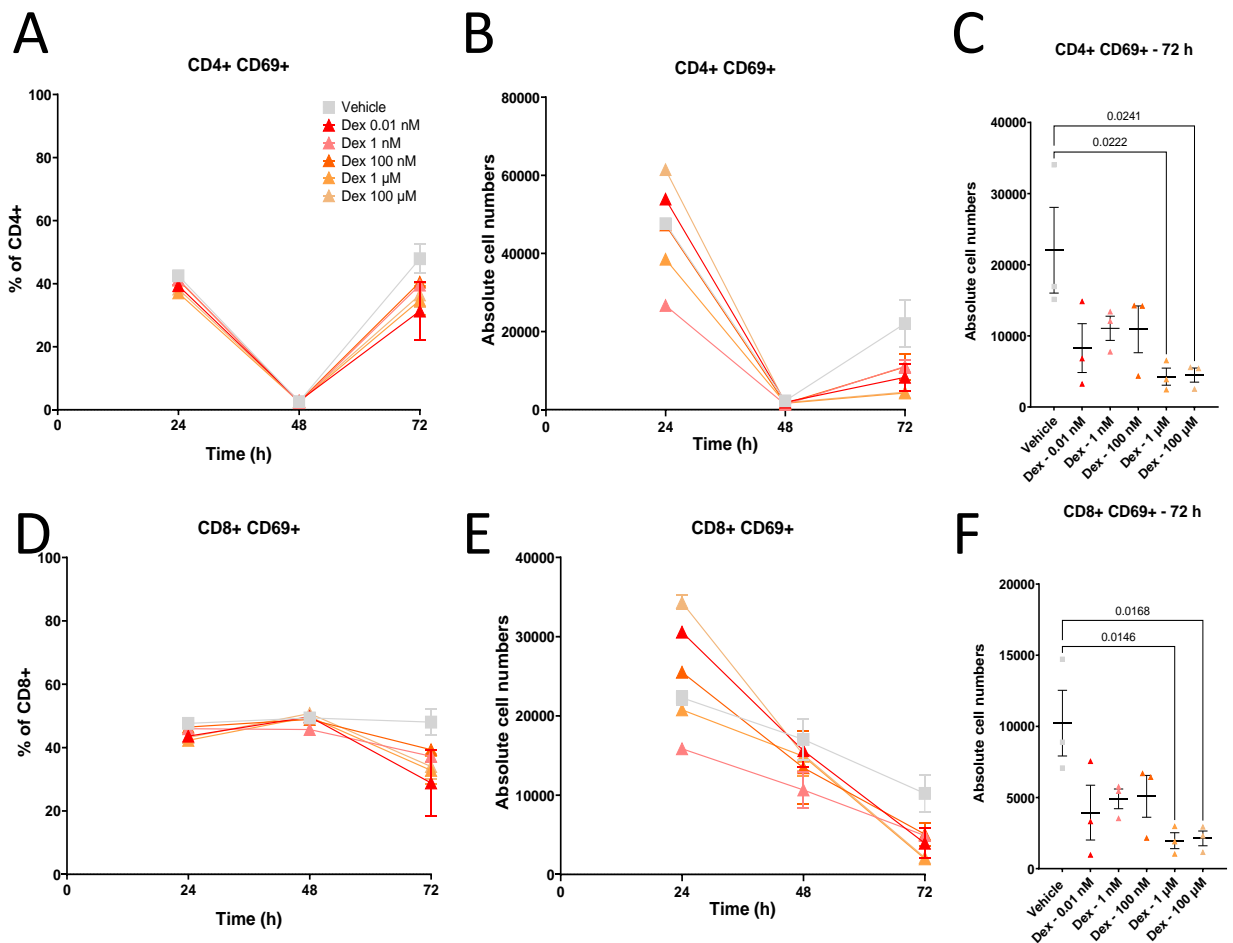 A
CD4+ CD69+
100
80
60
40
20
0
% of CD4+
0
24
48
72
Time (h)
Vehicle
Dex 0.01 nM
Dex 1 nM
Dex 100 nM
Dex 1 µM
Dex 100 µM
B
CD4+ CD69+
80000
60000
40000
20000
0
Absolute cell numbers
0
24
48
72
Time (h)
C
CD4+ CD69+ - 72 h
40000
30000
20000
10000
0
Absolute cell numbers
0.0241
0.0222
Vehicle
Dex - 0.01 nM
Dex - 1 nM
Dex - 100 nM
Dex - 1 µM
Dex - 100 µM
D
CD8+ CD69+
100
80
60
40
20
0
% of CD8+
0
24
48
72
Time (h)
E
CD8+ CD69+
40000
30000
20000
10000
0
Absolute cell numbers
0
24
48
72
Time (h)
F
CD8+ CD69+ - 72 h
20000
15000
10000
5000
0
Absolute cell numbers
0.0168
0.0146
Vehicle
Dex - 0.01 nM
Dex - 1 nM
Dex - 100 nM
Dex - 1 µM
Dex - 100 µM